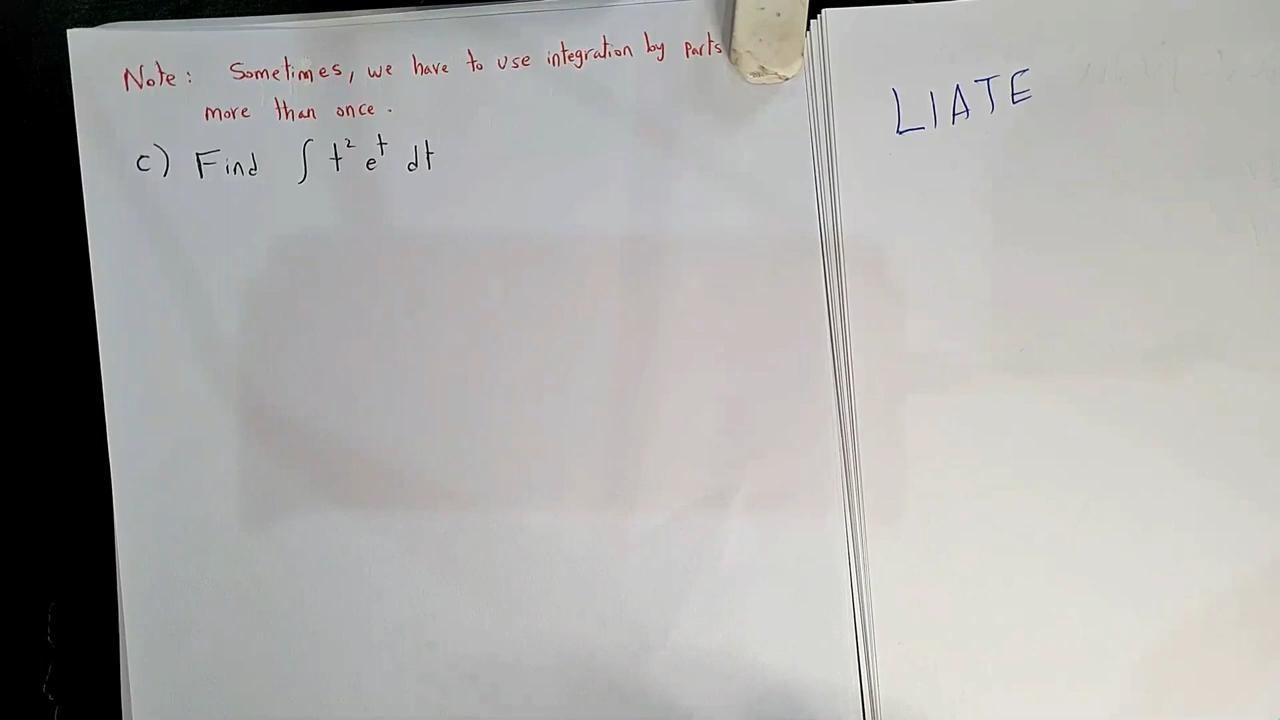 Note: Sometimes, we have to use integration by parts
more than once.
c) Find ∫ t² eᵗ dt
LIATE